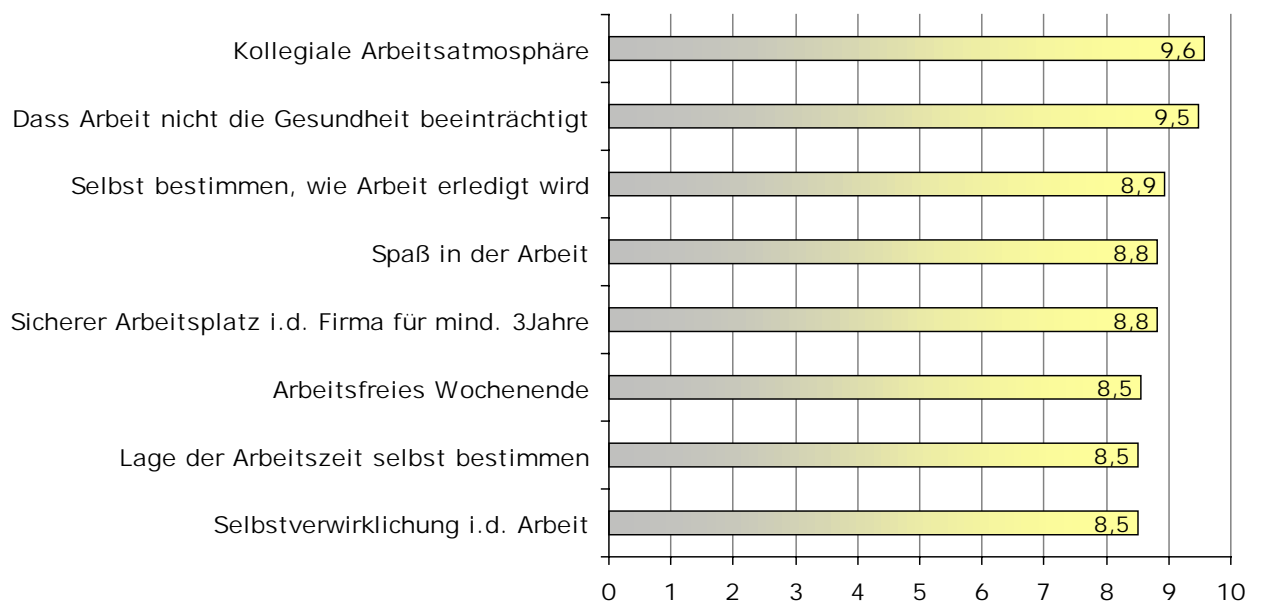 Kollegiale Arbeitsatmosphäre 9,6
Dass Arbeit nicht die Gesundheit beeinträchtigt 9,5
Selbst bestimmen, wie Arbeit erledigt wird 8,9
Spaß in der Arbeit 8,8
Sicherer Arbeitsplatz i.d. Firma für mind. 3Jahre 8,8
Arbeitsfreies Wochenende 8,5
Lage der Arbeitszeit selbst bestimmen 8,5
Selbstverwirklichung i.d. Arbeit 8,5
0 1 2 3 4 5 6 7 8 9 10